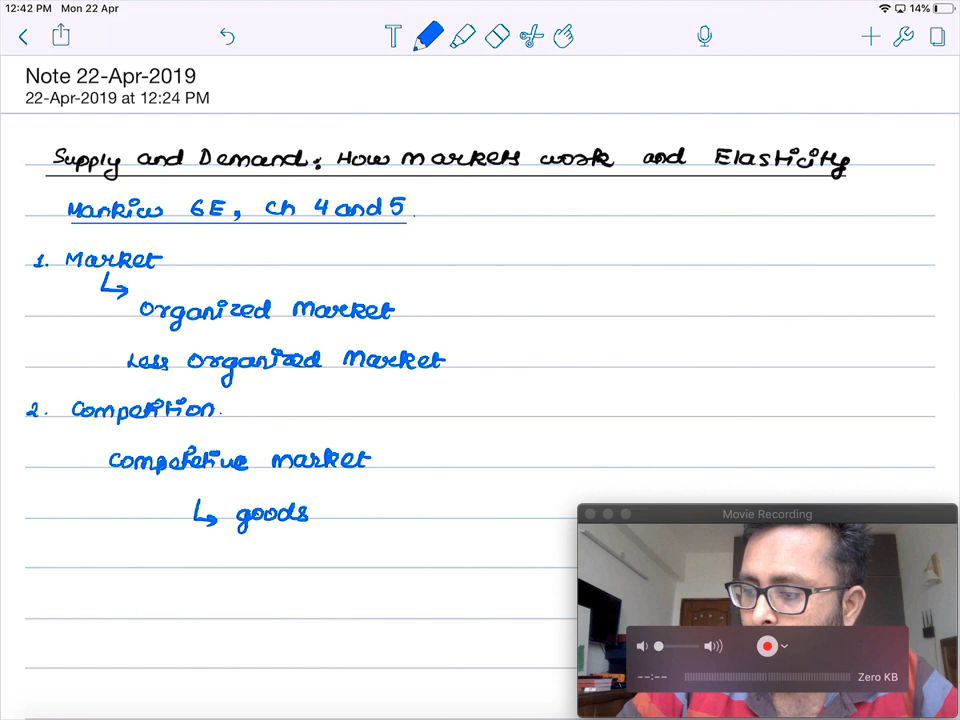 12:42 PM Mon 22 Apr
14%
T
Note 22-Apr-2019
22-Apr-2019 at 12:24 PM
Supply and Demand: How markets work and Elasticity
Mankiw 6E, Ch 4 and 5.
1. Market
Organized Market
Less Organized Market
2. Competition.
Competetive market
goods
Movie Recording
--:--
Zero KB